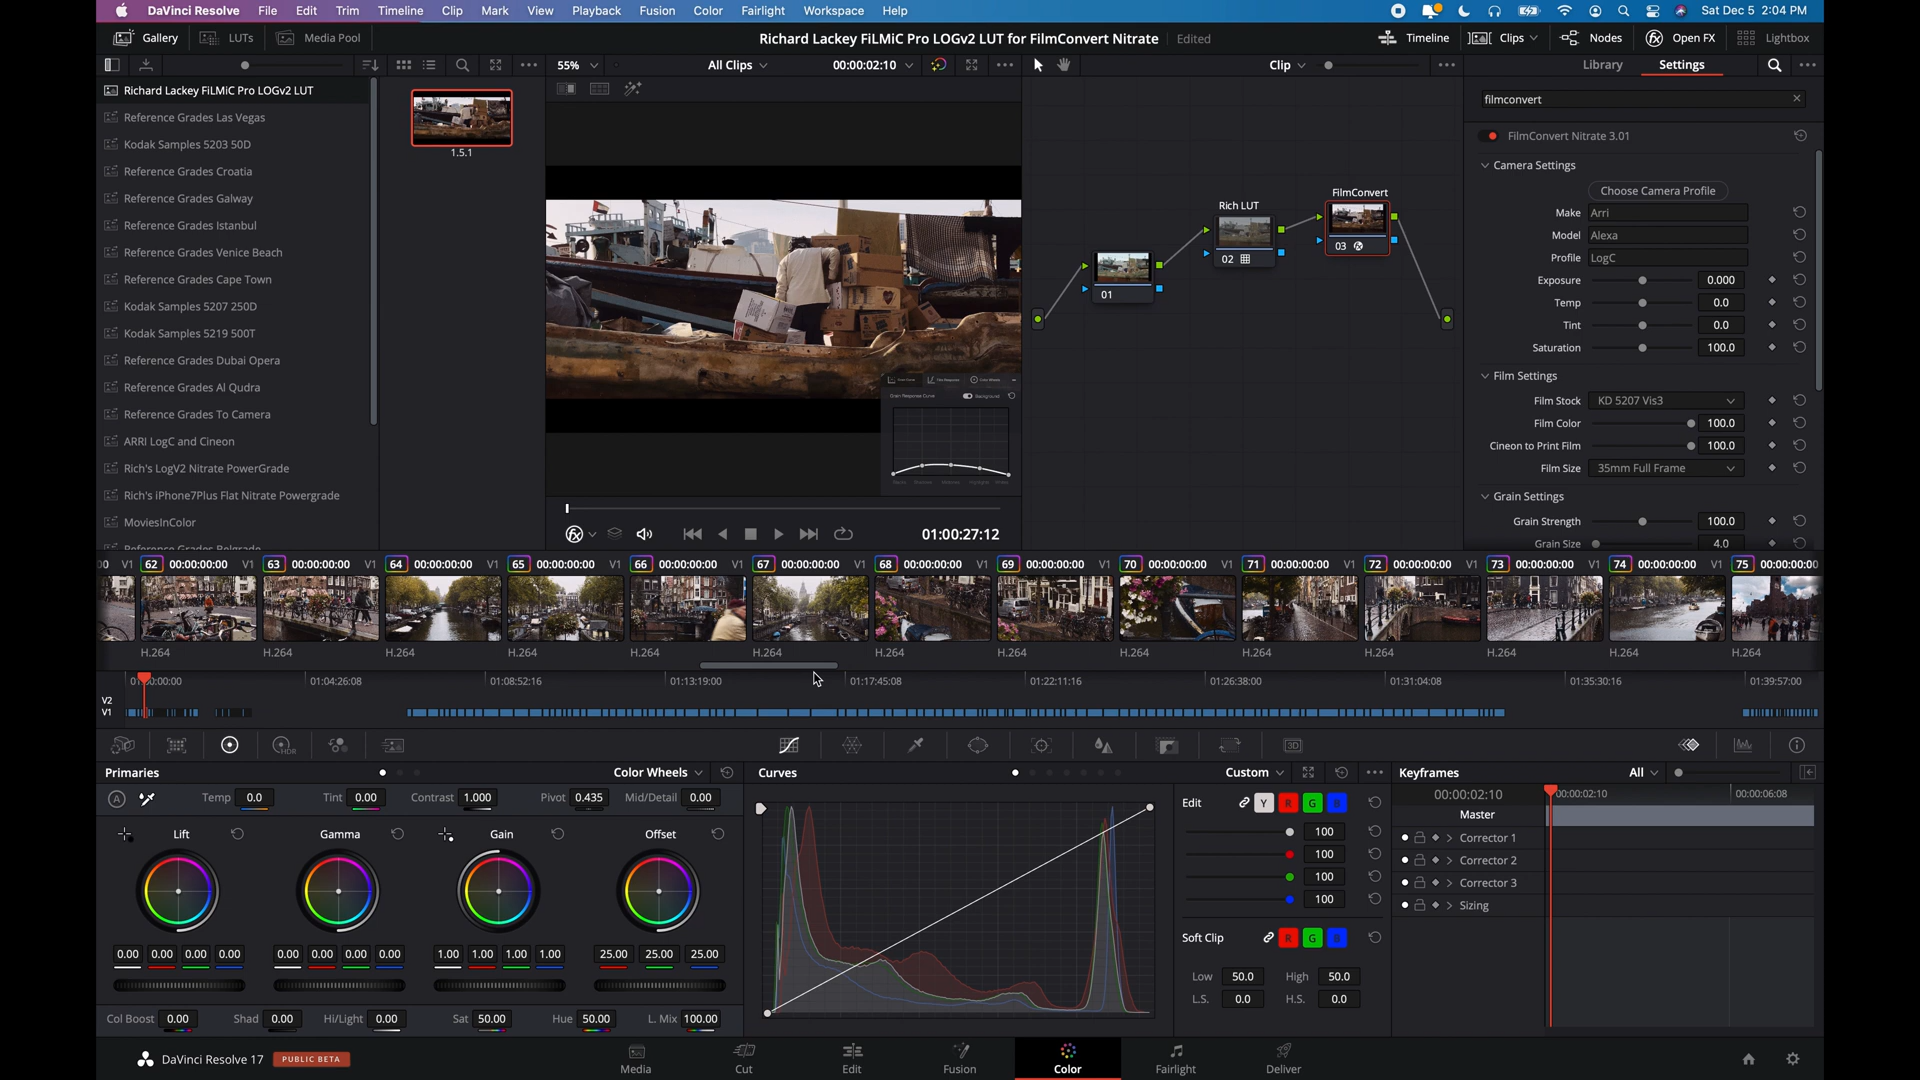 DaVinci Resolve File Edit Trim Timeline Clip Mark View Playback Fusion Color Fairlight Workspace Help Sat Dec 5 2:04 PM
Gallery LUTs Media Pool Richard Lackey FiLMiC Pro LOGv2 LUT for FilmConvert Nitrate Edited Timeline Clips Nodes Open FX Lightbox
55% All Clips 00:00:02:10 Clip Library Settings
Richard Lackey FiLMiC Pro LOGv2 LUT
Reference Grades Las Vegas
Kodak Samples 5203 50D
Reference Grades Croatia
Reference Grades Galway
Reference Grades Istanbul
Reference Grades Venice Beach
Reference Grades Cape Town
Kodak Samples 5207 250D
Kodak Samples 5219 500T
Reference Grades Dubai Opera
Reference Grades Al Qudra
Reference Grades To Camera
ARRI LogC and Cineon
Rich's LogV2 Nitrate PowerGrade
Rich's iPhone7Plus Flat Nitrate Powergrade
MoviesInColor
Reference Grades Belgrade
1.5.1
Grain Response Curve Background
01:00:27:12
01
Rich LUT
02
FilmConvert
03
filmconvert
FilmConvert Nitrate 3.01
Camera Settings
Choose Camera Profile
Make Arri
Model Alexa
Profile LogC
Exposure 0.000
Temp 0.0
Tint 0.0
Saturation 100.0
Film Settings
Film Stock KD 5207 Vis3
Film Color 100.0
Cineon to Print Film 100.0
Film Size 35mm Full Frame
Grain Settings
Grain Strength 100.0
Grain Size 4.0
00 V1 62 00:00:00:00 V1 63 00:00:00:00 V1 64 00:00:00:00 V1 65 00:00:00:00 V1 66 00:00:00:00 V1 67 00:00:00:00 V1 68 00:00:00:00 V1 69 00:00:00:00 V1 70 00:00:00:00 V1 71 00:00:00:00 V1 72 00:00:00:00 V1 73 00:00:00:00 V1 74 00:00:00:00 V1 75 00:00:00:00
H.264 H.264 H.264 H.264 H.264 H.264 H.264 H.264 H.264 H.264 H.264 H.264 H.264 H.264
01:00:00:00 01:04:26:08 01:08:52:16 01:13:19:00 01:17:45:08 01:22:11:16 01:26:38:00 01:31:04:08 01:35:30:16 01:39:57:00
V2
V1
HDR 3D
Primaries Color Wheels
A Temp 0.0 Tint 0.00 Contrast 1.000 Pivot 0.435 Mid/Detail 0.00
Lift Gamma Gain Offset
0.00 0.00 0.00 0.00 0.00 0.00 0.00 0.00 1.00 1.00 1.00 1.00 25.00 25.00 25.00
Col Boost 0.00 Shad 0.00 Hi/Light 0.00 Sat 50.00 Hue 50.00 L. Mix 100.00
Curves Custom
Edit Y R G B
100
100
100
100
Soft Clip R G B
Low 50.0 High 50.0
L.S. 0.0 H.S. 0.0
Keyframes All
00:00:02:10 00:00:02:10 00:00:06:08
Master
Corrector 1
Corrector 2
Corrector 3
Sizing
DaVinci Resolve 17 PUBLIC BETA Media Cut Edit Fusion Color Fairlight Deliver